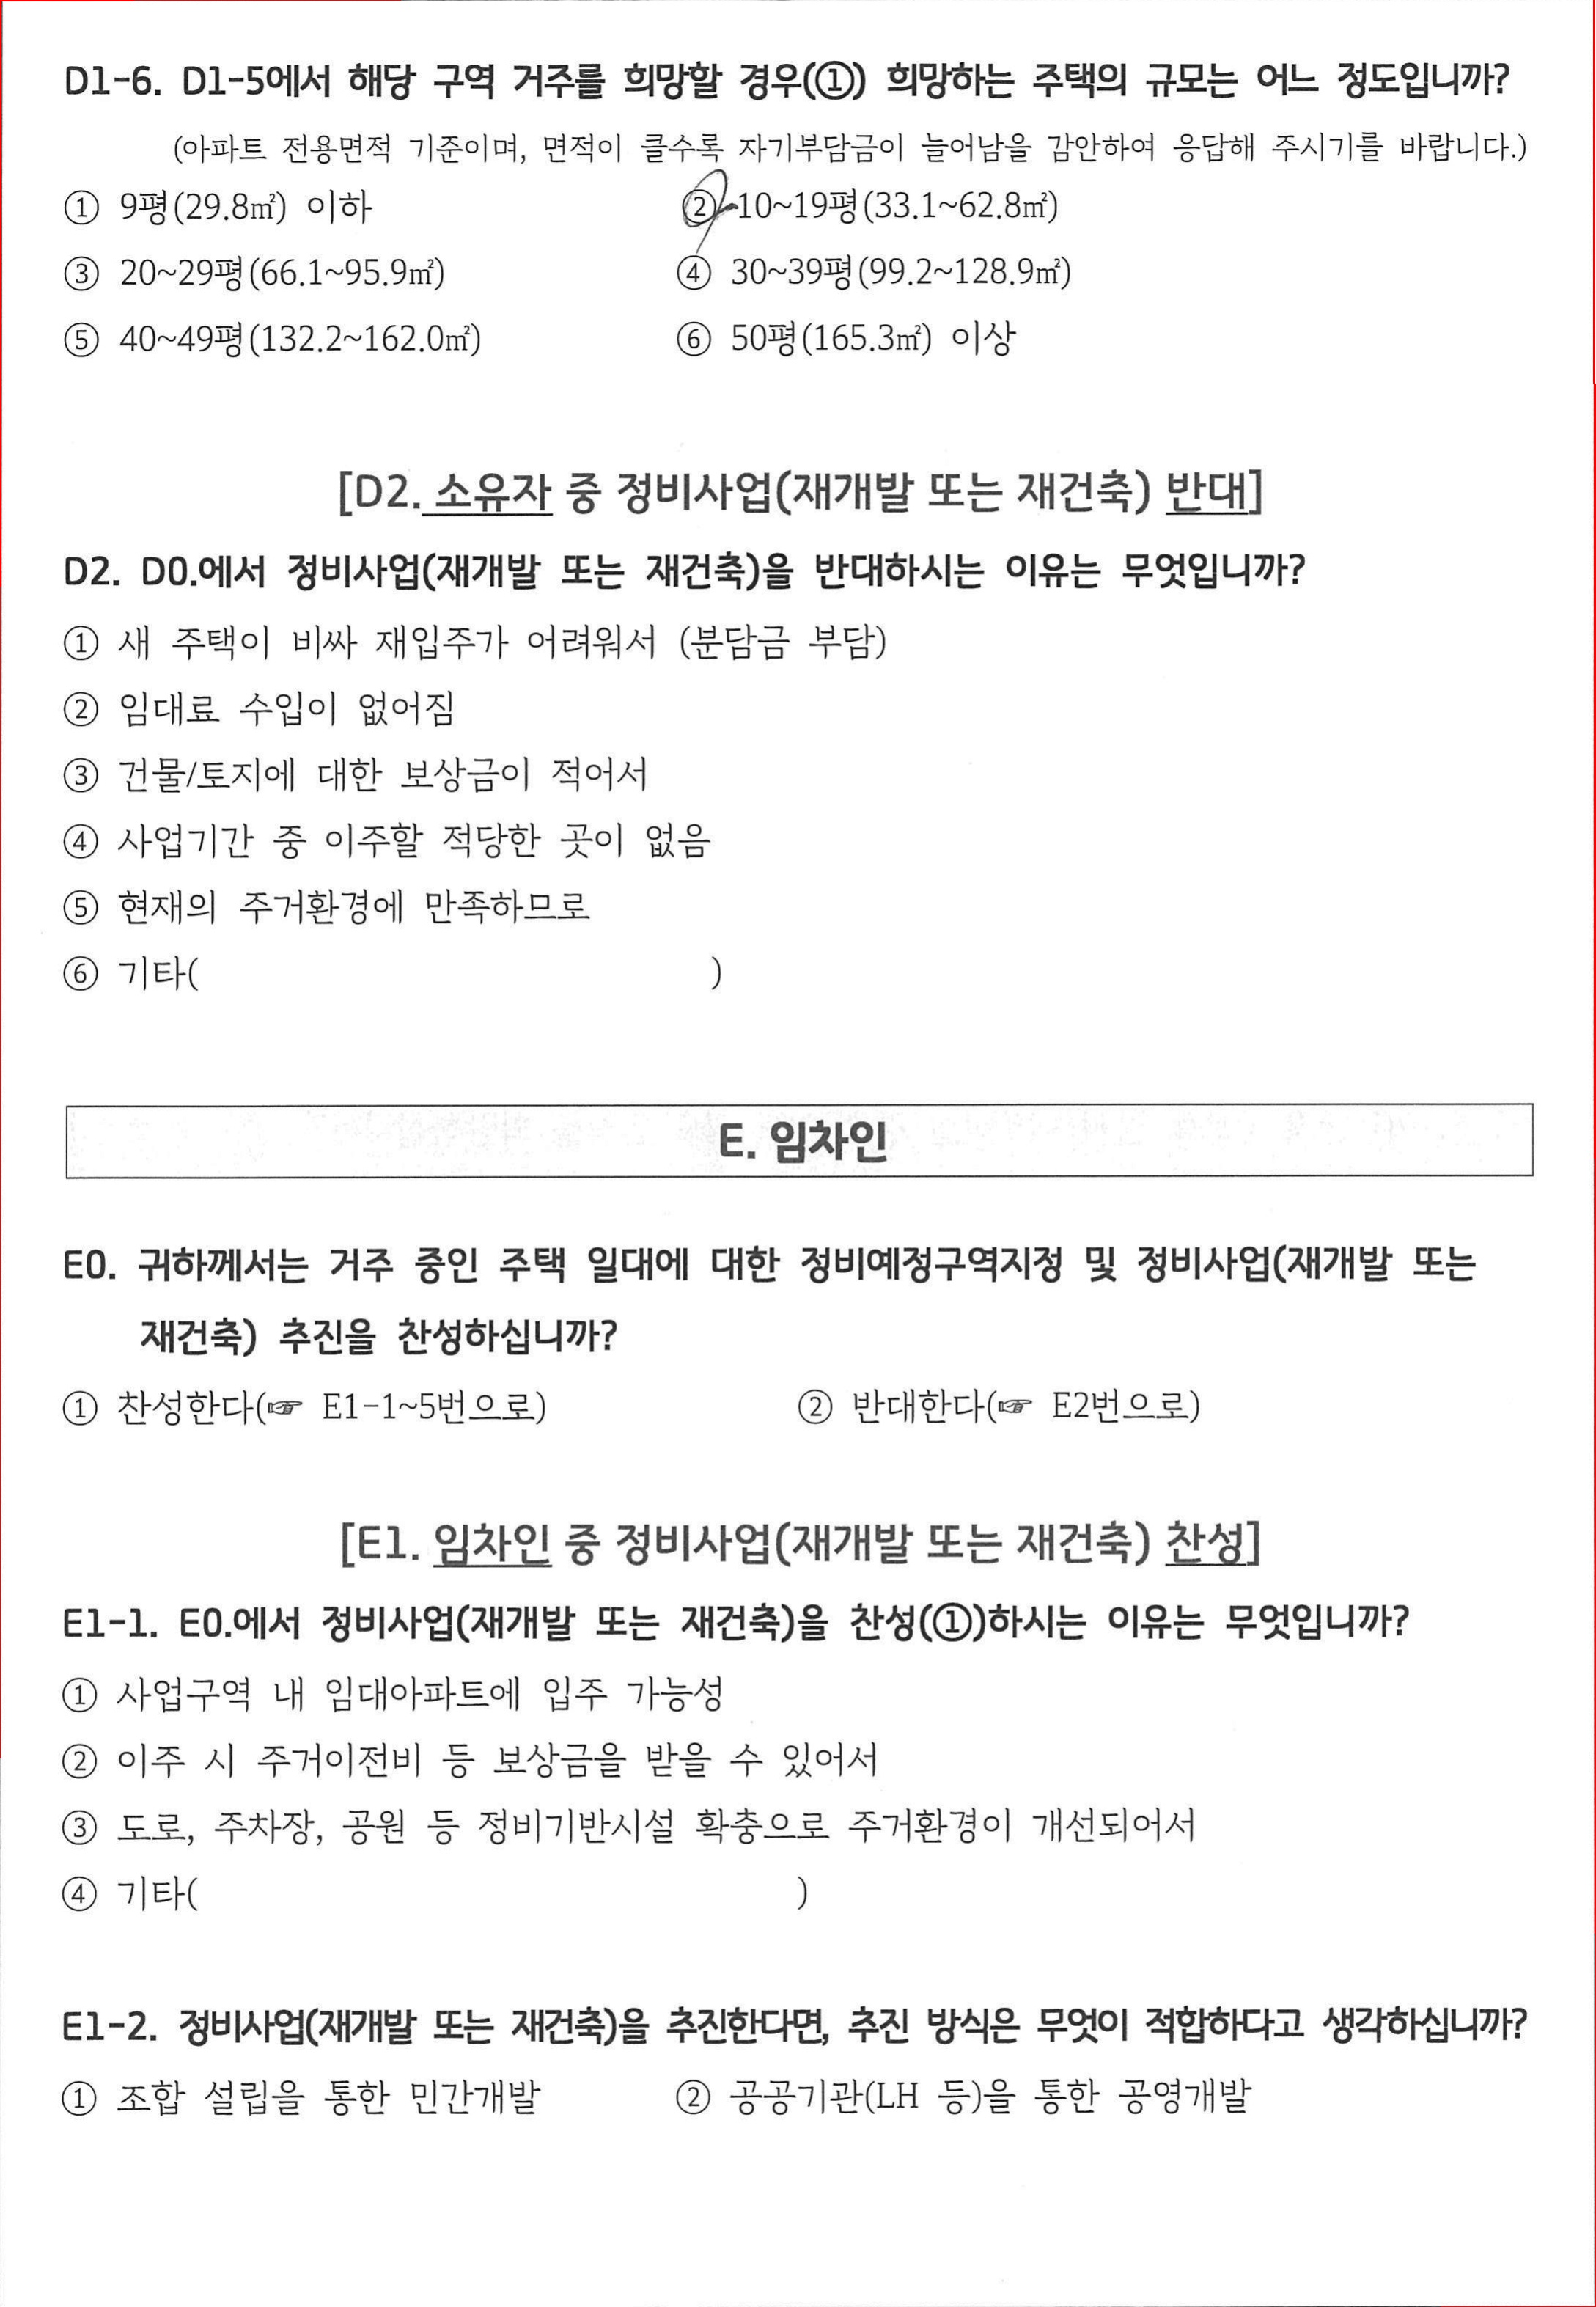 D1-6. D1-5에서 해당 구역 거주를 희망할 경우(①) 희망하는 주택의 규모는 어느 정도입니까?
(아파트 전용면적 기준이며, 면적이 클수록 자기부담금이 늘어남을 감안하여 응답해 주시기를 바랍니다.)
① 9평(29.8㎡) 이하 ② 10~19평(33.1~62.8㎡)
③ 20~29평(66.1~95.9㎡) ④ 30~39평(99.2~128.9㎡)
⑤ 40~49평(132.2~162.0㎡) ⑥ 50평(165.3㎡) 이상
[D2. 소유자 중 정비사업(재개발 또는 재건축) 반대]
D2. D0.에서 정비사업(재개발 또는 재건축)을 반대하시는 이유는 무엇입니까?
① 새 주택이 비싸 재입주가 어려워서 (분담금 부담)
② 임대료 수입이 없어짐
③ 건물/토지에 대한 보상금이 적어서
④ 사업기간 중 이주할 적당한 곳이 없음
⑤ 현재의 주거환경에 만족하므로
⑥ 기타( )
E. 임차인
E0. 귀하께서는 거주 중인 주택 일대에 대한 정비예정구역지정 및 정비사업(재개발 또는
재건축) 추진을 찬성하십니까?
① 찬성한다(☞ E1-1~5번으로) ② 반대한다(☞ E2번으로)
[E1. 임차인 중 정비사업(재개발 또는 재건축) 찬성]
E1-1. E0.에서 정비사업(재개발 또는 재건축)을 찬성(①)하시는 이유는 무엇입니까?
① 사업구역 내 임대아파트에 입주 가능성
② 이주 시 주거이전비 등 보상금을 받을 수 있어서
③ 도로, 주차장, 공원 등 정비기반시설 확충으로 주거환경이 개선되어서
④ 기타( )
E1-2. 정비사업(재개발 또는 재건축)을 추진한다면, 추진 방식은 무엇이 적합하다고 생각하십니까?
① 조합 설립을 통한 민간개발 ② 공공기관(LH 등)을 통한 공영개발